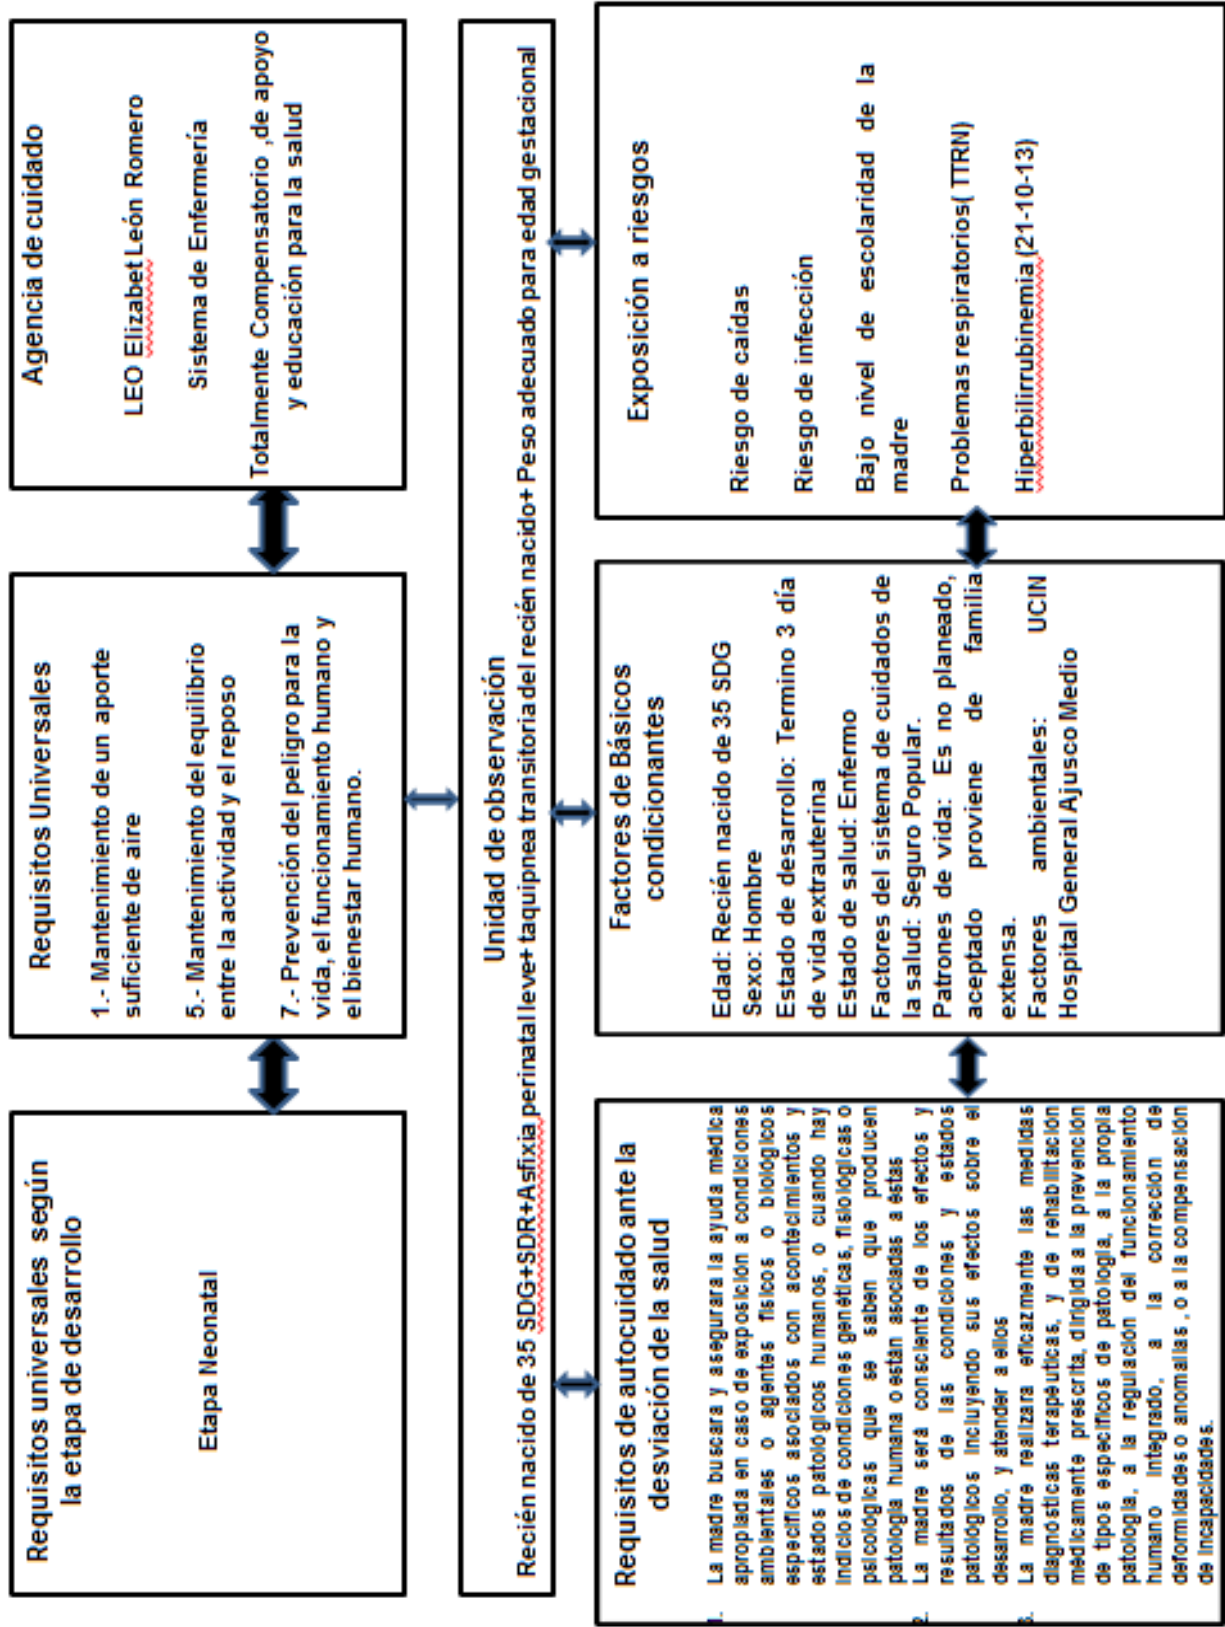 Requisitos universales según
la etapa de desarrollo
Etapa Neonatal
Requisitos Universales
1.- Mantenimiento de un aporte
suficiente de aire
5.- Mantenimiento del equilibrio
entre la actividad y el reposo
7.- Prevención del peligro para la
vida, el funcionamiento humano y
el bienestar humano.
Agencia de cuidado
LEO Elizabet León Romero
Sistema de Enfermería
Totalmente Compensatorio ,de apoyo
y educación para la salud
Unidad de observación
Recién nacido de 35 SDG+SDR+Asfixia perinatal leve+ taquipnea transitoria del recién nacido+ Peso adecuado para edad gestacional
Requisitos de autocuidado ante la
desviación de la salud
1. La madre buscara y asegurara la ayuda médica
apropiada en caso de exposición a condiciones
ambientales o agentes físicos o biológicos
específicos asociados con acontecimientos y
estados patológicos humanos, o cuando hay
indicios de condiciones genéticas, fisiológicas o
psicológicas que se saben que producen
patología humana o están asociadas a éstas
2. La madre será consciente de los efectos y
resultados de las condiciones y estados
patológicos incluyendo sus efectos sobre el
desarrollo, y atender a ellos
3. La madre realizara eficazmente las medidas
diagnósticas terapéuticas, y de rehabilitación
médicamente prescrita, dirigida a la prevención
de tipos específicos de patología, a la propia
patología, a la regulación del funcionamiento
humano integrado, a la corrección de
deformidades o anomalías ,o a la compensación
de incapacidades.
Factores de Básicos
condicionantes
Edad: Recién nacido de 35 SDG
Sexo: Hombre
Estado de desarrollo: Termino 3 día
de vida extrauterina
Estado de salud: Enfermo
Factores del sistema de cuidados de
la salud: Seguro Popular.
Patrones de vida: Es no planeado,
aceptado proviene de familia
extensa.
Factores ambientales: UCIN
Hospital General Ajusco Medio
Exposición a riesgos
Riesgo de caídas
Riesgo de infección
Bajo nivel de escolaridad de la
madre
Problemas respiratorios( TTRN)
Hiperbilirrubinemia (21-10-13)